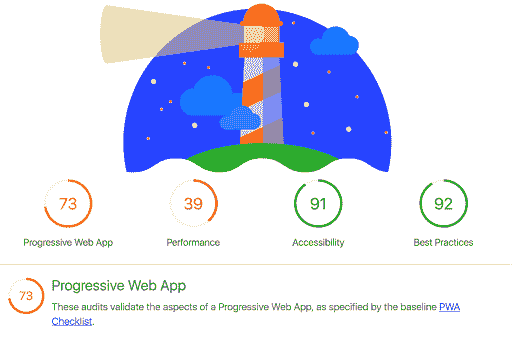 73 39 91 92
Progressive Web App Performance Accessibility Best Practices
73 Progressive Web App
These audits validate the aspects of a Progressive Web App, as specified by the baseline PWA
Checklist.